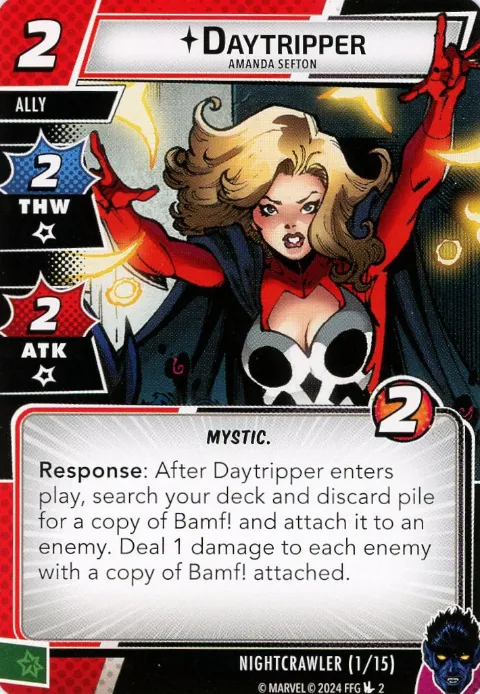 2
Daytripper
Amanda Sefton
ALLY
2
THW
2
ATK
2
MYSTIC.
Response: After Daytripper enters
play, search your deck and discard pile
for a copy of Bamf! and attach it to an
enemy. Deal 1 damage to each enemy
with a copy of Bamf! attached.
NIGHTCRAWLER (1/15)
© MARVEL © 2024 FFG 2